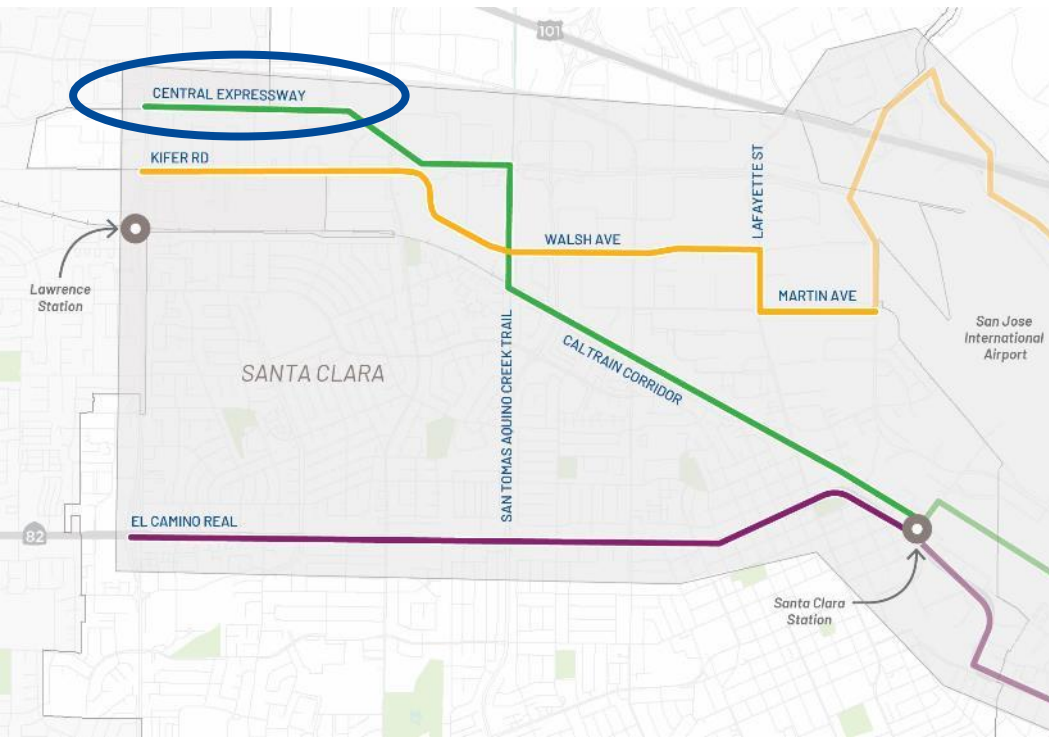 101
CENTRAL EXPRESSWAY
KIFER RD
LAFAYETTE ST
WALSH AVE
Lawrence
Station
MARTIN AVE
San Jose
International
Airport
SANTA CLARA
SAN TOMAS AQUINO CREEK TRAIL
CALTRAIN CORRIDOR
EL CAMINO REAL
82
Santa Clara
Station